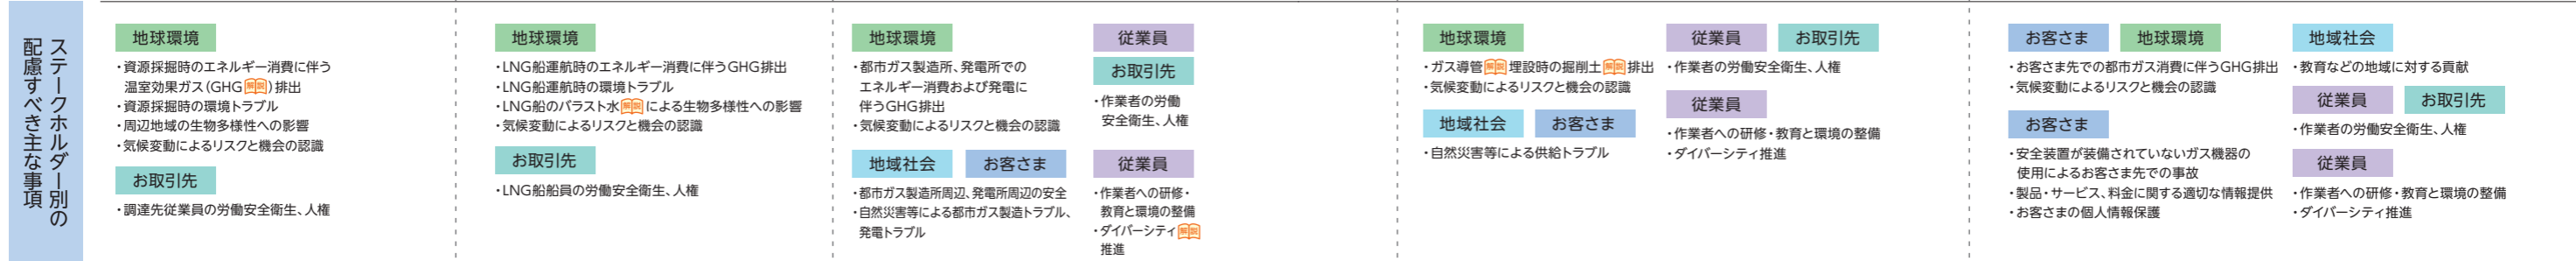 ステークホルダー別の
配慮すべき主な事項
地球環境
・資源採掘時のエネルギー消費に伴う
温室効果ガス（GHG解説）排出
・資源採掘時の環境トラブル
・周辺地域の生物多様性への影響
・気候変動によるリスクと機会の認識
お取引先
・調達先従業員の労働安全衛生、人権
地球環境
・LNG船運航時のエネルギー消費に伴うGHG排出
・LNG船運航時の環境トラブル
・LNG船のバラスト水解説による生物多様性への影響
・気候変動によるリスクと機会の認識
お取引先
・LNG船船員の労働安全衛生、人権
地球環境
・都市ガス製造所、発電所での
エネルギー消費および発電に
伴うGHG排出
・気候変動によるリスクと機会の認識
地域社会 お客さま
・都市ガス製造所周辺、発電所周辺の安全
・自然災害等による都市ガス製造トラブル、
発電トラブル
従業員
お取引先
・作業者の労働
安全衛生、人権
従業員
・作業者への研修・
教育と環境の整備
・ダイバーシティ解説
推進
地球環境
・ガス導管解説埋設時の掘削土解説排出
・気候変動によるリスクと機会の認識
地域社会 お客さま
・自然災害等による供給トラブル
従業員 お取引先
・作業者の労働安全衛生、人権
従業員
・作業者への研修・教育と環境の整備
・ダイバーシティ推進
お客さま 地球環境
・お客さま先での都市ガス消費に伴うGHG排出
・気候変動によるリスクと機会の認識
お客さま
・安全装置が装備されていないガス機器の
使用によるお客さま先での事故
・製品・サービス、料金に関する適切な情報提供
・お客さまの個人情報保護
地域社会
・教育などの地域に対する貢献
従業員 お取引先
・作業者の労働安全衛生、人権
従業員
・作業者への研修・教育と環境の整備
・ダイバーシティ推進